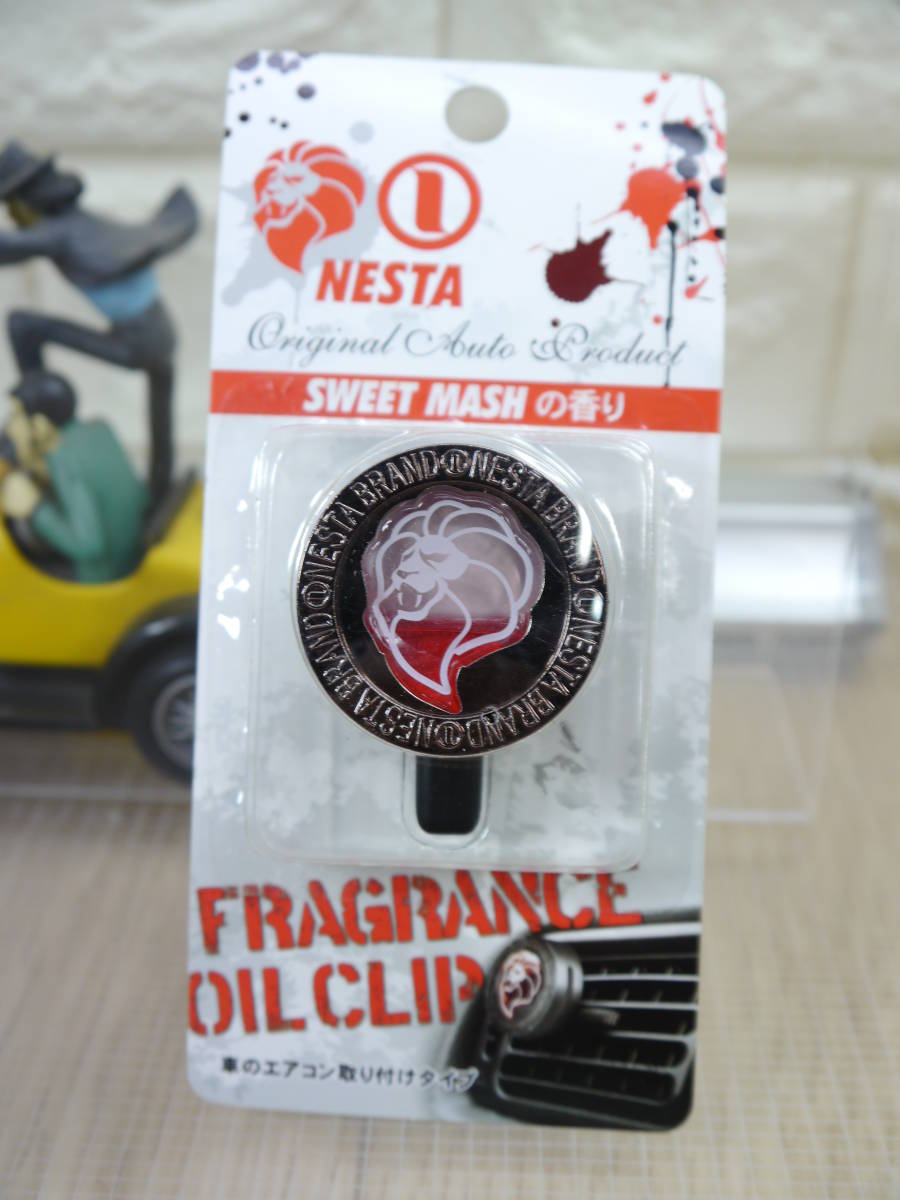 NESTA
Original Auto Product
SWEET MASH の香り
NESTA BRAND NESTA BRAND NESTA BRAND NESTA BRAND
FRAGRANCE
OIL CLIP
車のエアコン取り付けタイプ